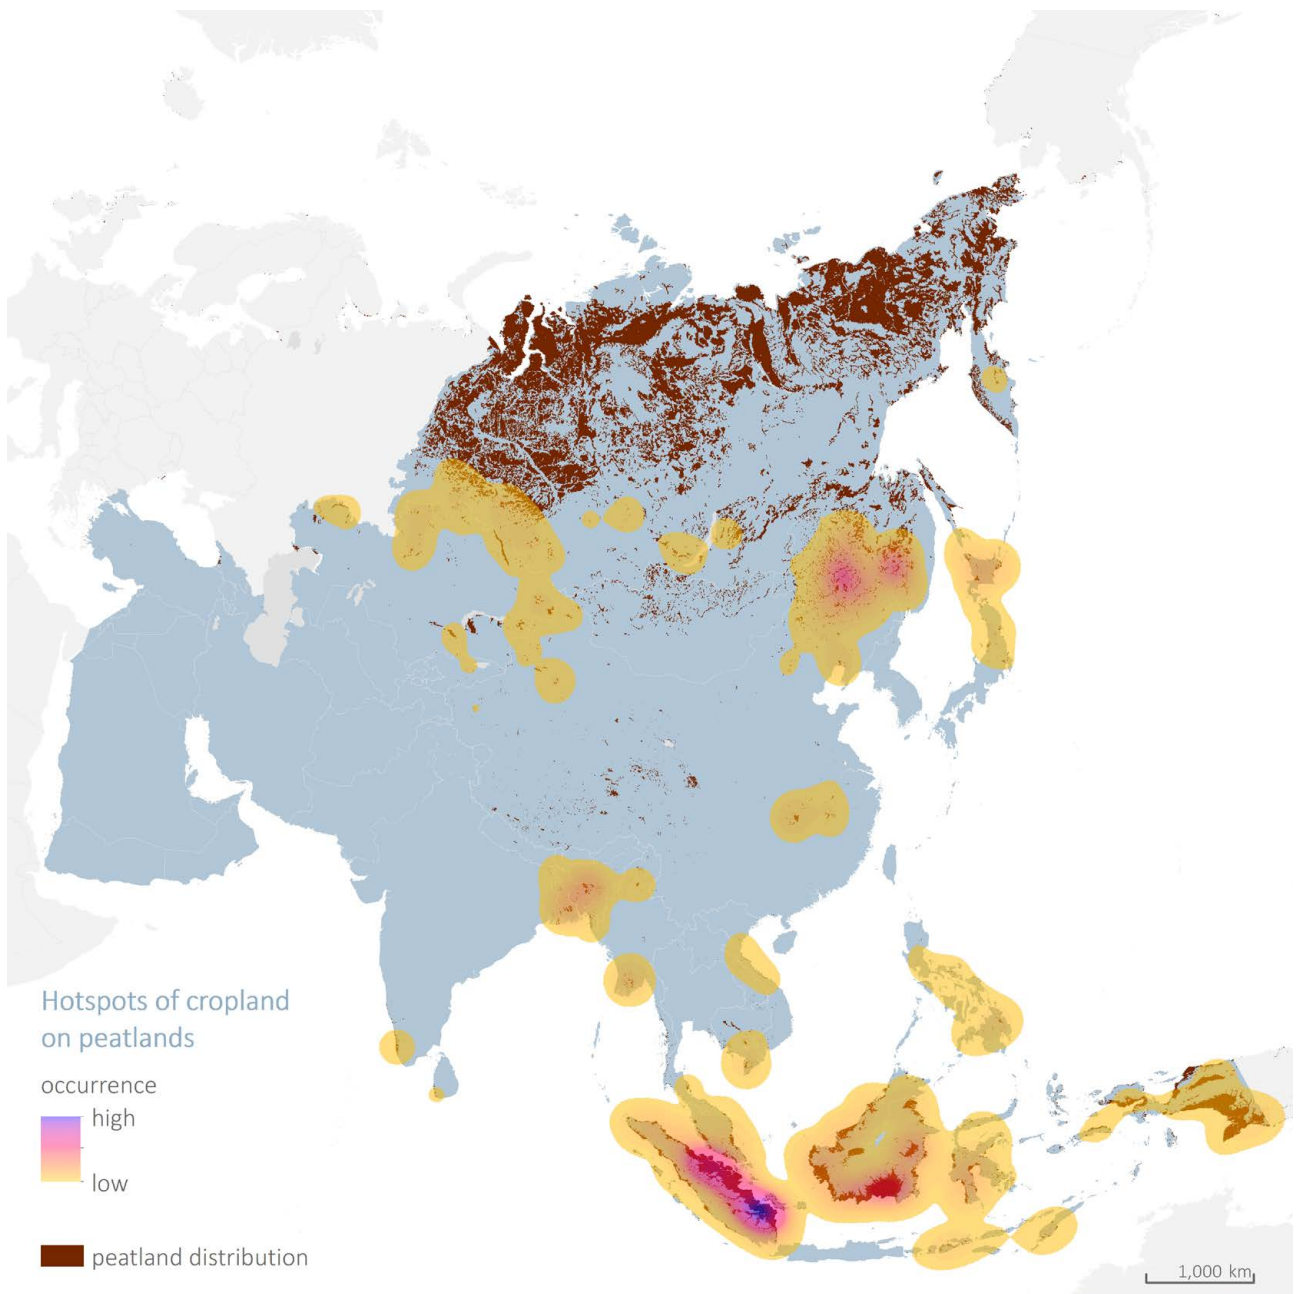 Hotspots of cropland
on peatlands
occurrence
high
low
peatland distribution
1,000 km